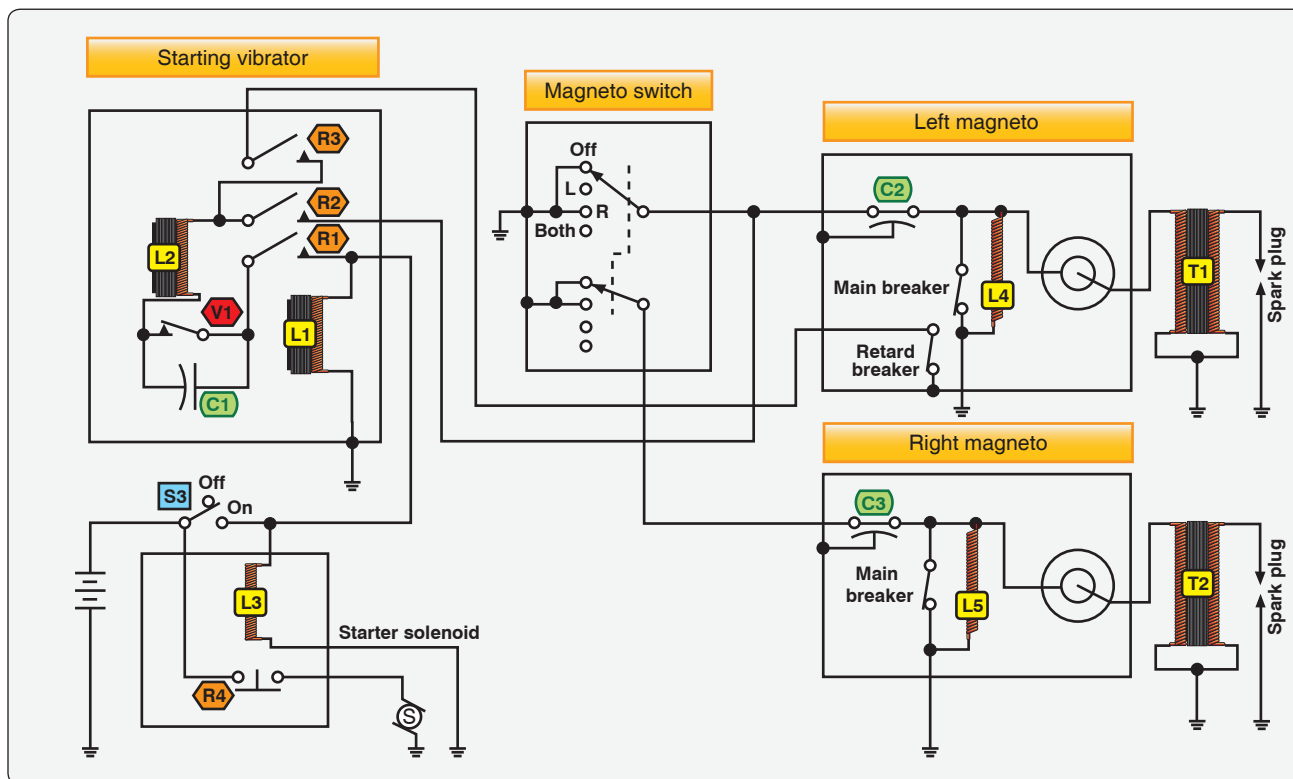 Starting vibrator
Magneto switch
Left magneto
R3
R2
R1
L2
V1
L1
C1
Off
L
R
Both
C2
Main breaker
L4
Retard
breaker
T1
Spark plug
Right magneto
S3
Off
On
L3
Starter solenoid
R4
S
C3
Main
breaker
L5
T2
Spark plug